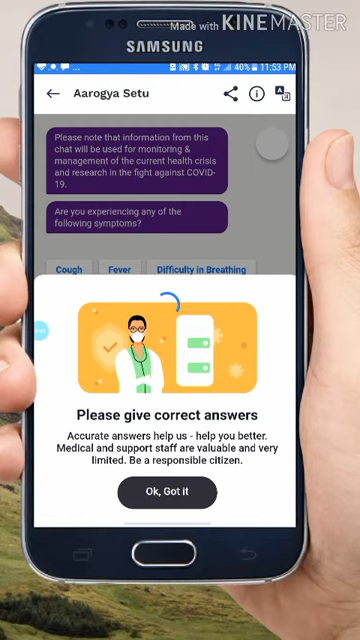 Made with KINEMASTER
SAMSUNG
40% 11:53 PM
Aarogya Setu
Please note that information from this
chat will be used for monitoring &
management of the current health crisis
and research in the fight against COVID-
19.
Are you experiencing any of the
following symptoms?
Cough Fever Difficulty in Breathing
Please give correct answers
Accurate answers help us - help you better.
Medical and support staff are valuable and very
limited. Be a responsible citizen.
Ok, Got it